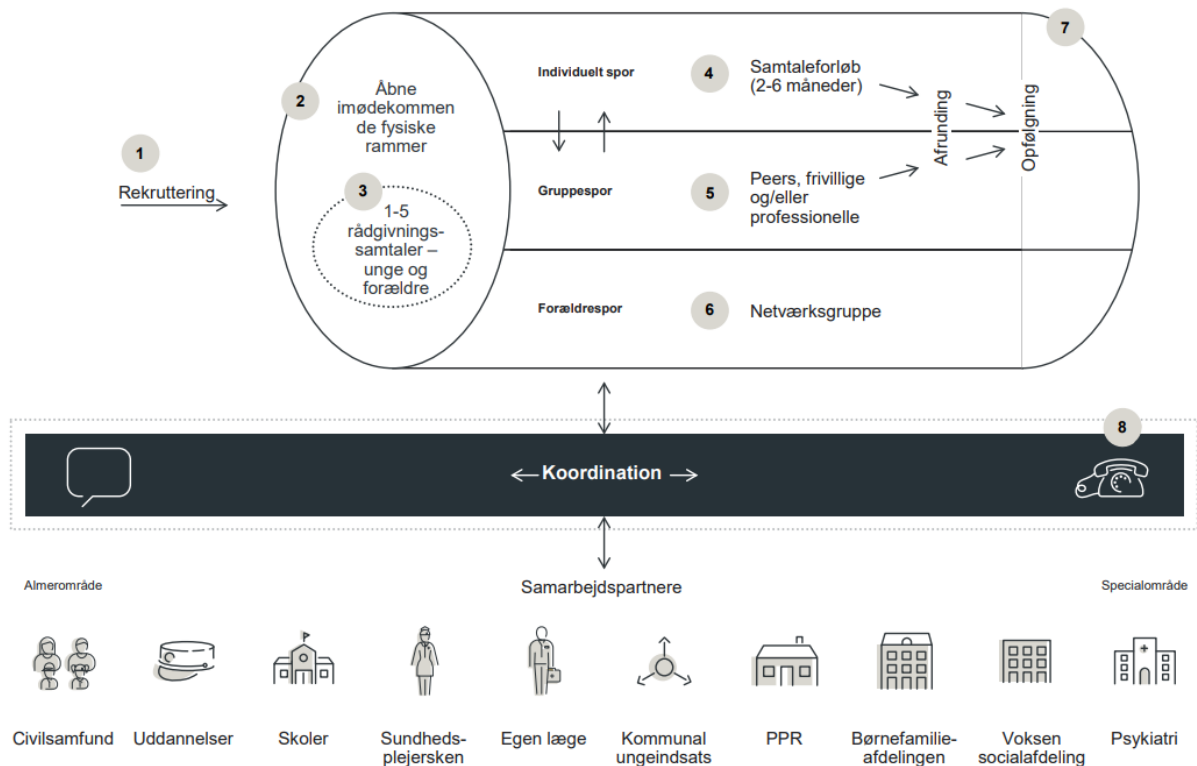 7
Individuelt spor
4
Samtaleforløb
(2-6 måneder)
2
Åbne
imødekommen
de fysiske
rammer
Afrunding
Opfølgning
1
Rekruttering
3
1-5
rådgivnings-
samtaler –
unge og
forældre
Gruppespor
5
Peers, frivillige
og/eller
professionelle
Forældrespor
6
Netværksgruppe
8
Koordination
Almerområde
Samarbejdspartnere
Specialområde
Civilsamfund
Uddannelser
Skoler
Sundheds-
plejersken
Egen læge
Kommunal
ungeindsats
PPR
Børnefamilie-
afdelingen
Voksen
socialafdeling
Psykiatri